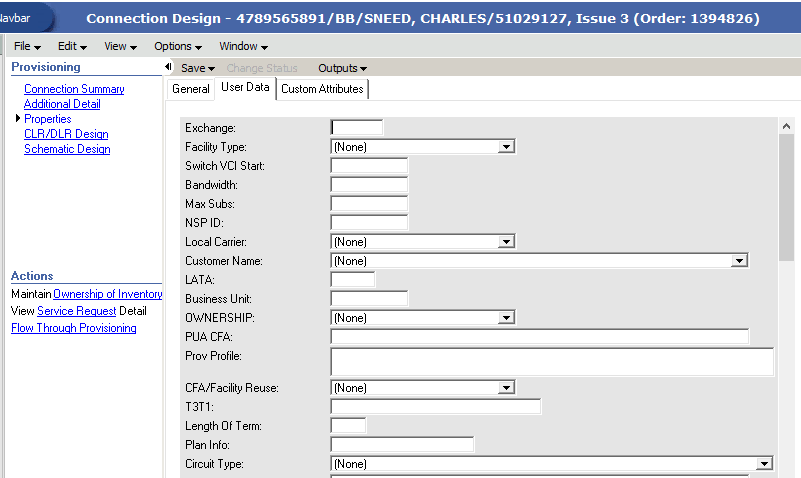 Navbar
Connection Design - 4789565891/BB/SNEED, CHARLES/51029127, Issue 3 (Order: 1394826)
File Edit View Options Window
Provisioning
Save Change Status Outputs
Connection Summary
Additional Detail
Properties
CLR/DLR Design
Schematic Design
General User Data Custom Attributes
Exchange:
Facility Type: (None)
Switch VCI Start:
Bandwidth:
Max Subs:
NSP ID:
Local Carrier: (None)
Customer Name: (None)
LATA:
Business Unit:
OWNERSHIP: (None)
PUA CFA:
Prov Profile:
CFA/Facility Reuse: (None)
T3T1:
Length Of Term:
Plan Info:
Circuit Type: (None)
Actions
Maintain Ownership of Inventory
View Service Request Detail
Flow Through Provisioning